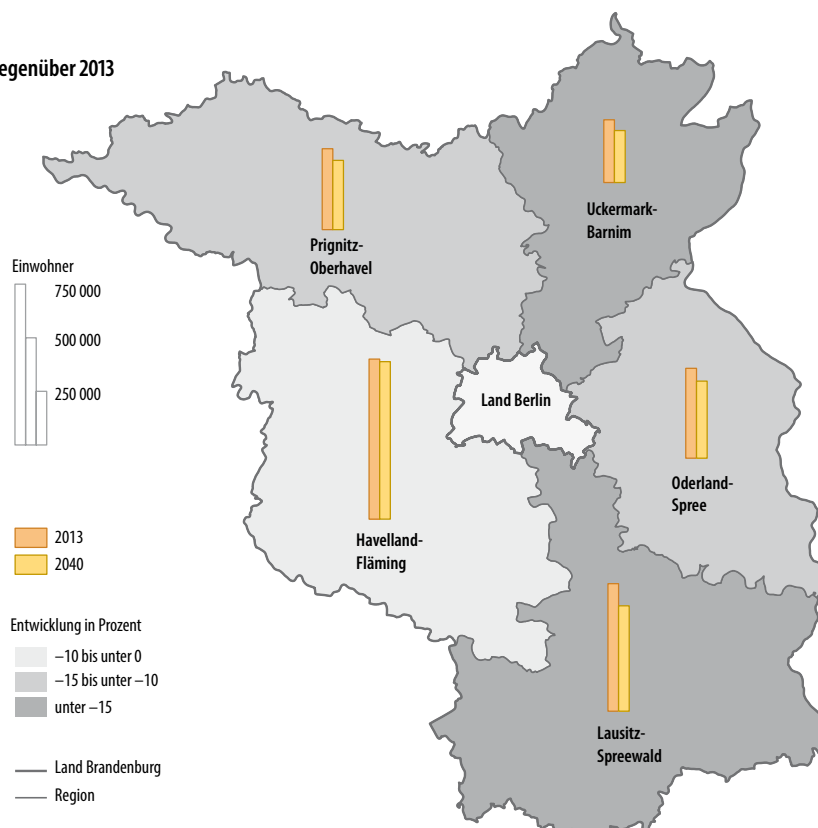 egenüber 2013
Uckermark-
Barnim
Prignitz-
Oberhavel
Einwohner
750 000
500 000
250 000
Land Berlin
Oderland-
Spree
Havelland-
Fläming
2013
2040
Entwicklung in Prozent
–10 bis unter 0
–15 bis unter –10
unter –15
Lausitz-
Spreewald
Land Brandenburg
Region